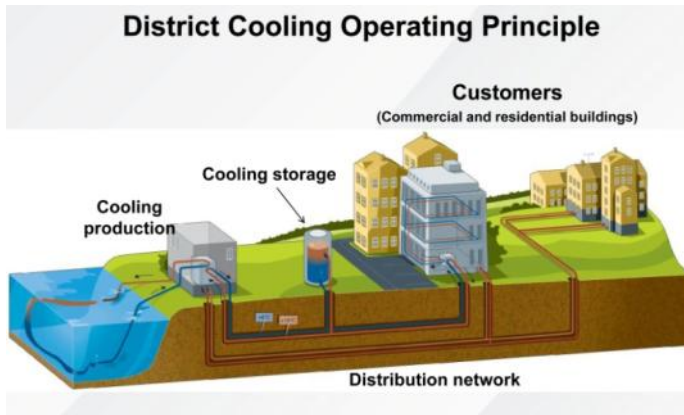 District Cooling Operating Principle
Customers
(Commercial and residential buildings)
Cooling storage
Cooling
production
Distribution network